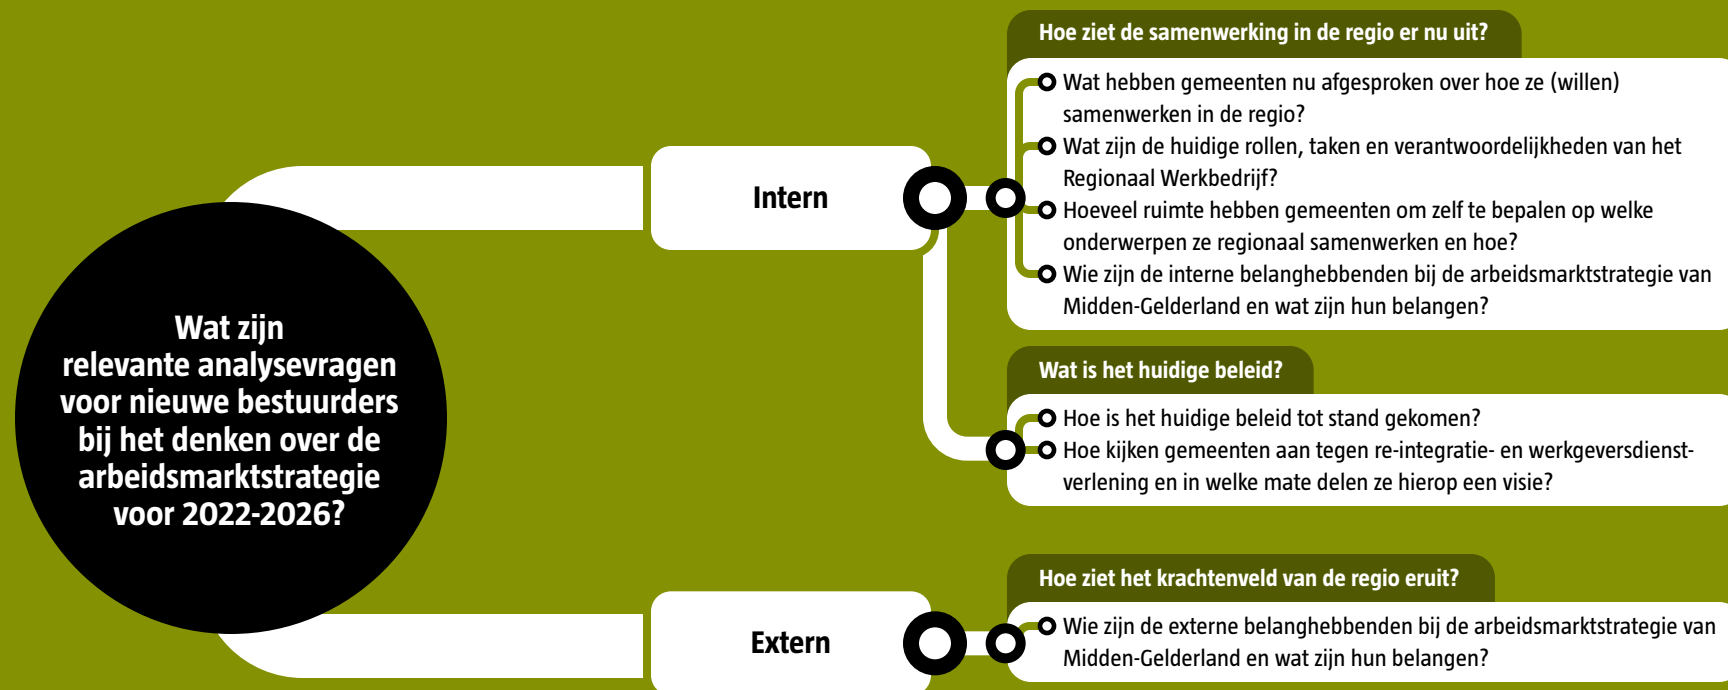 Wat zijn
relevante analysevragen
voor nieuwe bestuurders
bij het denken over de
arbeidsmarktstrategie
voor 2022-2026?
Intern
Hoe ziet de samenwerking in de regio er nu uit?
Wat hebben gemeenten nu afgesproken over hoe ze (willen)
samenwerken in de regio?
Wat zijn de huidige rollen, taken en verantwoordelijkheden van het
Regionaal Werkbedrijf?
Hoeveel ruimte hebben gemeenten om zelf te bepalen op welke
onderwerpen ze regionaal samenwerken en hoe?
Wie zijn de interne belanghebbenden bij de arbeidsmarktstrategie van
Midden-Gelderland en wat zijn hun belangen?
Wat is het huidige beleid?
Hoe is het huidige beleid tot stand gekomen?
Hoe kijken gemeenten aan tegen re-integratie- en werkgeversdienst-
verlening en in welke mate delen ze hierop een visie?
Extern
Hoe ziet het krachtenveld van de regio eruit?
Wie zijn de externe belanghebbenden bij de arbeidsmarktstrategie van
Midden-Gelderland en wat zijn hun belangen?